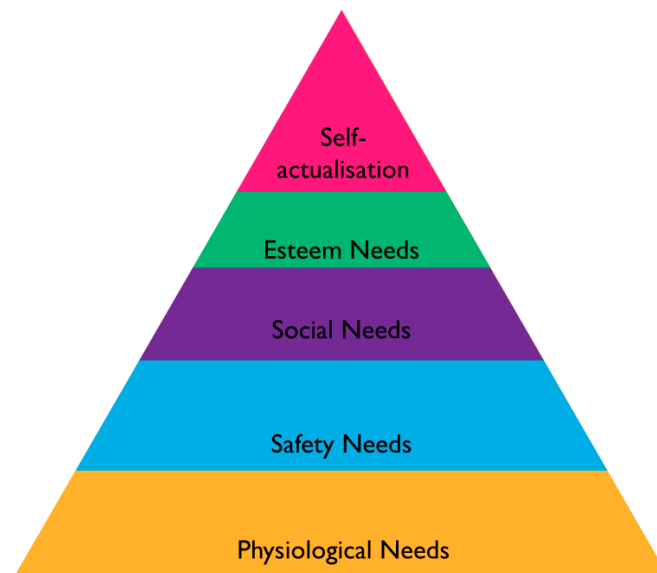 Self-
actualisation
Esteem Needs
Social Needs
Safety Needs
Physiological Needs